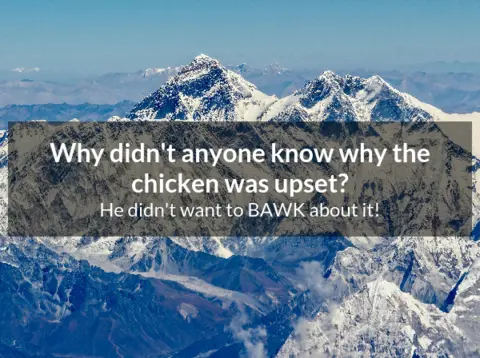 Why didn't anyone know why the
chicken was upset?
He didn't want to BAWK about it!